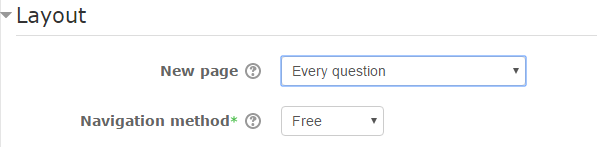 Layout
New page Every question
Navigation method* Free